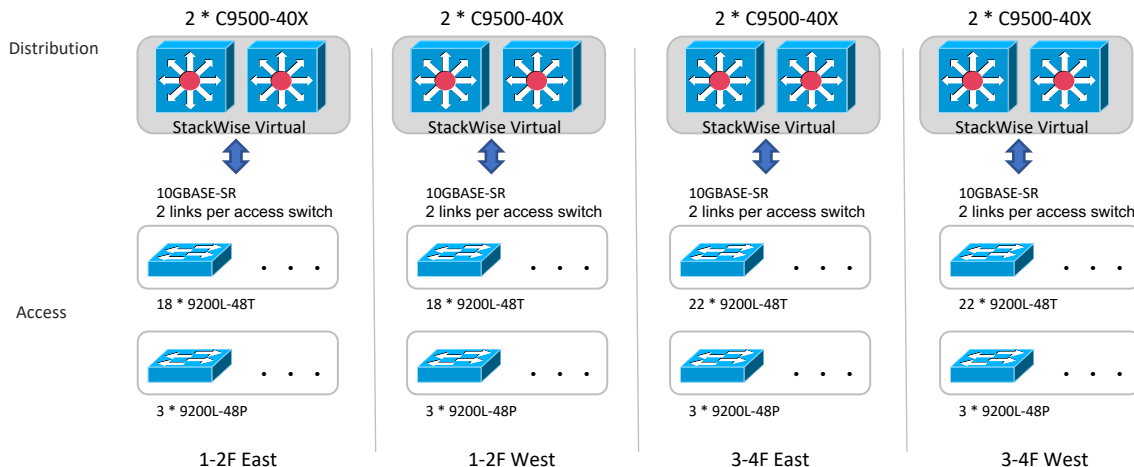 2 * C9500-40X 2 * C9500-40X 2 * C9500-40X 2 * C9500-40X
Distribution
StackWise Virtual StackWise Virtual StackWise Virtual StackWise Virtual
10GBASE-SR 10GBASE-SR 10GBASE-SR 10GBASE-SR
2 links per access switch 2 links per access switch 2 links per access switch 2 links per access switch
. . . . . . . . . . . .
18 * 9200L-48T 18 * 9200L-48T 22 * 9200L-48T 22 * 9200L-48T
Access
. . . . . . . . . . . .
3 * 9200L-48P 3 * 9200L-48P 3 * 9200L-48P 3 * 9200L-48P
1-2F East 1-2F West 3-4F East 3-4F West